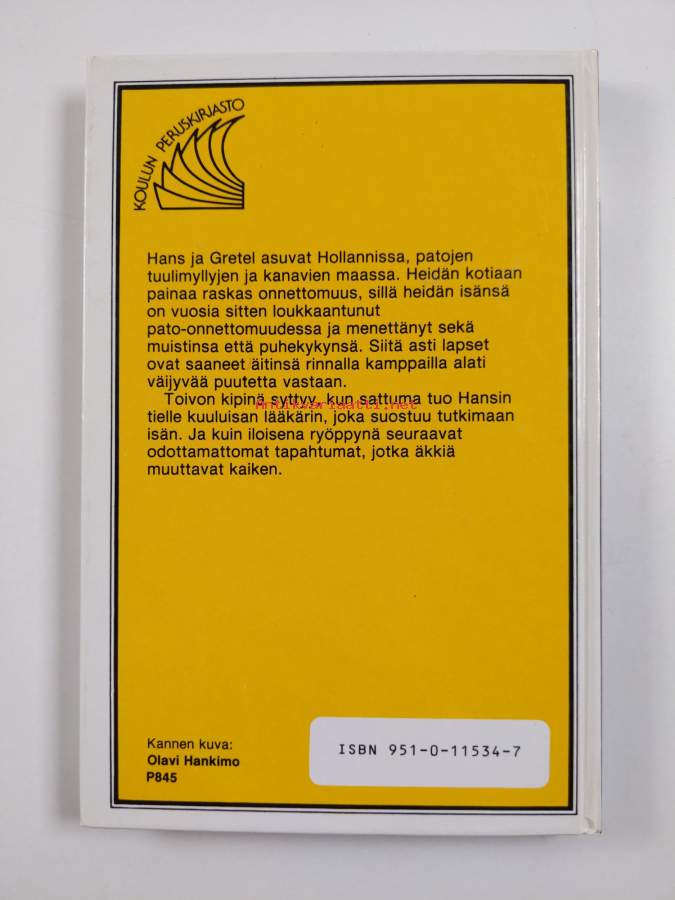 KOULUN PERUSKIRJASTO
Hans ja Gretel asuvat Hollannissa, patojen
tuulimyllyjen ja kanavien maassa. Heidän kotiaan
painaa raskas onnettomuus, sillä heidän isänsä
on vuosia sitten loukkaantunut
pato-onnettomuudessa ja menettänyt sekä
muistinsa että puhekykynsä. Siitä asti lapset
ovat saaneet äitinsä rinnalla kamppailla alati
väijyvää puutetta vastaan.
Toivon kipinä syttyy, kun sattuma tuo Hansin
Antikvariaatti.net
tielle kuuluisan lääkärin, joka suostuu tutkimaan
isän. Ja kuin iloisena ryöppynä seuraavat
odottamattomat tapahtumat, jotka äkkiä
muuttavat kaiken.
Kannen kuva:
Olavi Hankimo
P845
ISBN 951-0-11534-7